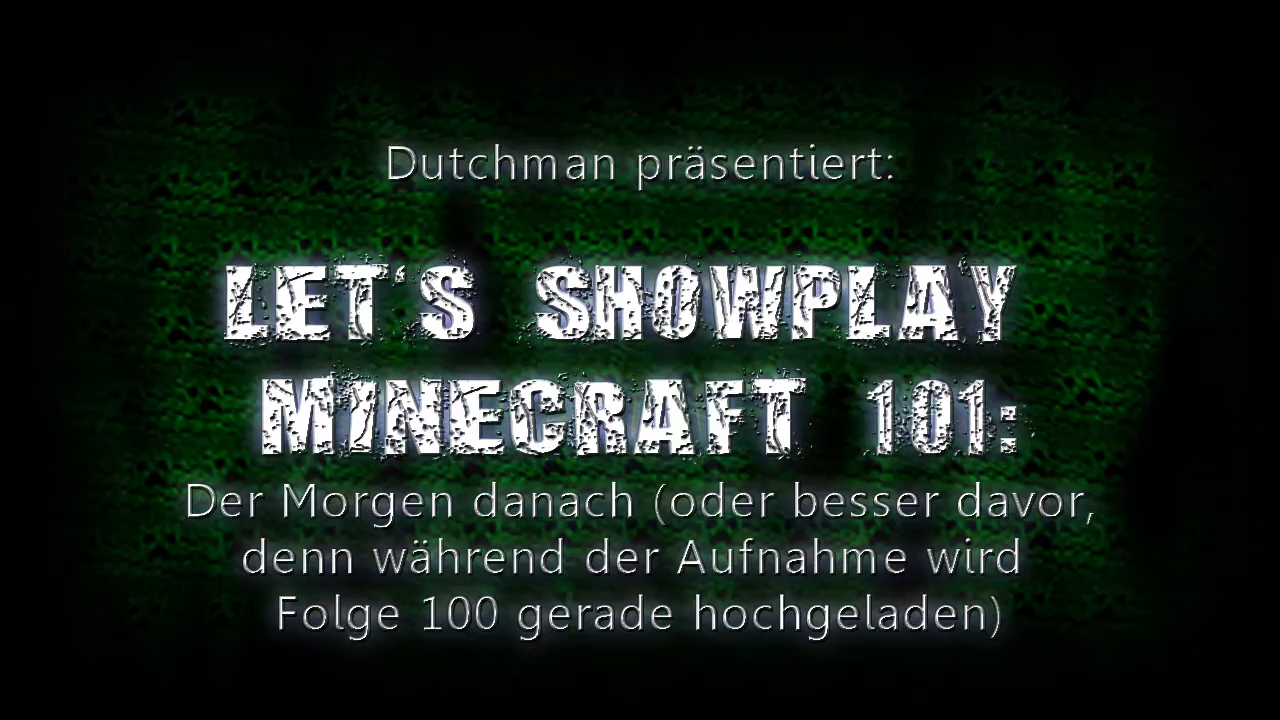 Dutchman präsentiert:
LET'S SHOWPLAY
MINECRAFT 101:
Der Morgen danach (oder besser davor,
denn während der Aufnahme wird
Folge 100 gerade hochgeladen)